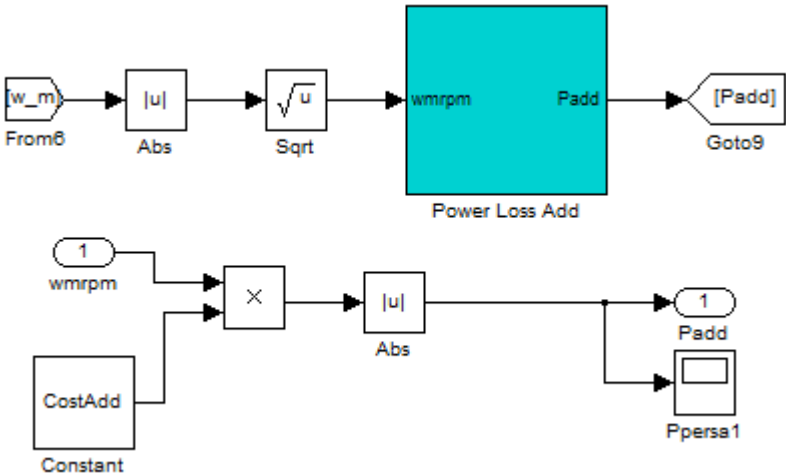 [w_m]
|u|
√u
wmrpm
Padd
[Padd]
From6
Abs
Sqrt
Goto9
Power Loss Add
1
wmrpm
×
|u|
1
Abs
Padd
CostAdd
Constant
Ppersa1